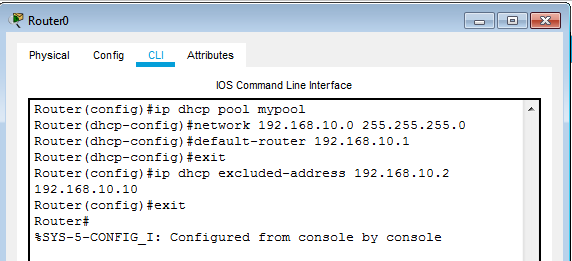 Router0
Physical Config CLI Attributes
IOS Command Line Interface
Router(config)#ip dhcp pool mypool
Router(dhcp-config)#network 192.168.10.0 255.255.255.0
Router(dhcp-config)#default-router 192.168.10.1
Router(dhcp-config)#exit
Router(config)#ip dhcp excluded-address 192.168.10.2
192.168.10.10
Router(config)#exit
Router#
%SYS-5-CONFIG_I: Configured from console by console